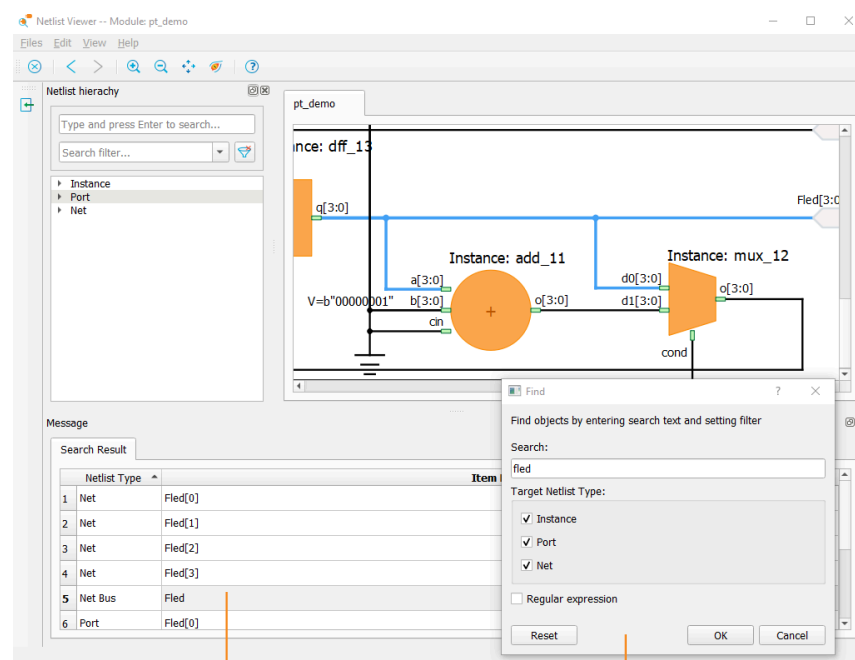 Netlist Viewer -- Module: pt_demo
Files Edit View Help
Netlist hierachy
Type and press Enter to search...
Search filter...
Instance
Port
Net
pt_demo
nce: dff_13
q[3:0]
Fled[3:0
Instance: add_11
Instance: mux_12
a[3:0]
d0[3:0]
o[3:0]
V=b"00000001" b[3:0]
+
o[3:0]
d1[3:0]
cin
cond
Message
Search Result
Netlist Type
Item
1 Net Fled[0]
2 Net Fled[1]
3 Net Fled[2]
4 Net Fled[3]
5 Net Bus Fled
6 Port Fled[0]
Find
?
Find objects by entering search text and setting filter
Search:
fled
Target Netlist Type:
Instance
Port
Net
Regular expression
Reset OK Cancel